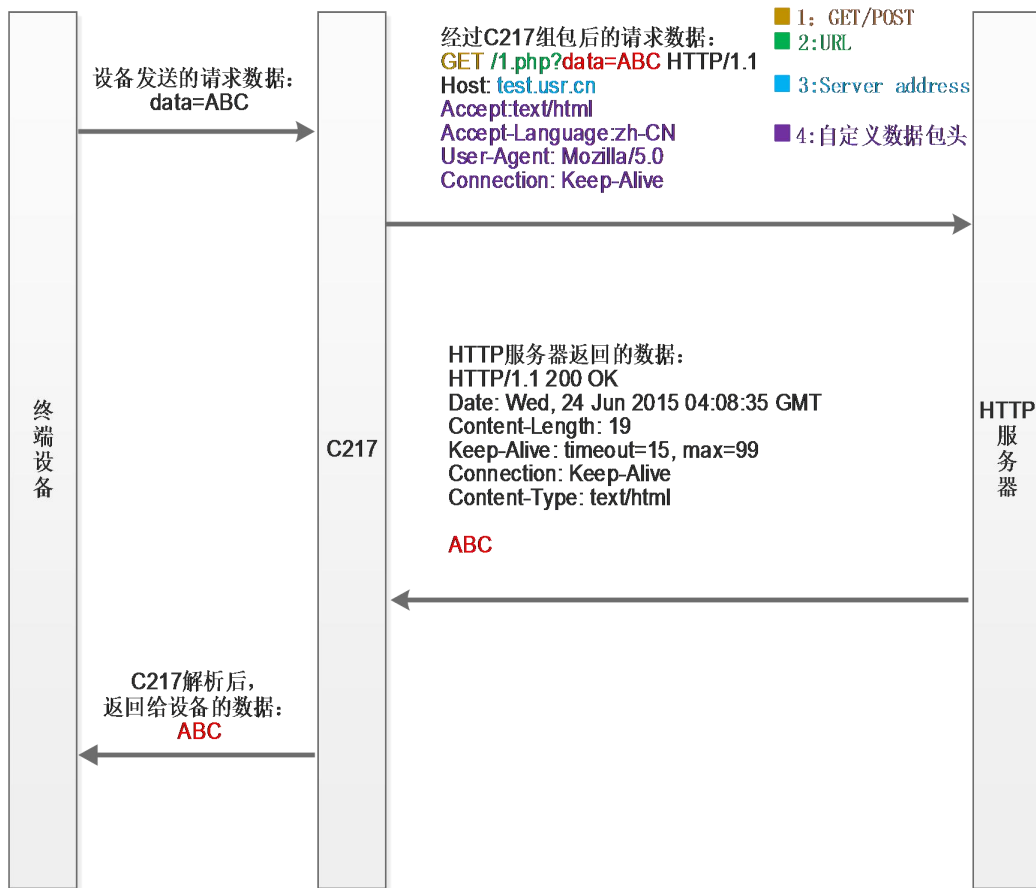 设备发送的请求数据：
data=ABC
经过C217组包后的请求数据：
GET /1.php?data=ABC HTTP/1.1
Host: test.usr.cn
Accept:text/html
Accept-Language:zh-CN
User-Agent: Mozilla/5.0
Connection: Keep-Alive
1: GET/POST
2:URL
3:Server address
4:自定义数据包头
HTTP服务器返回的数据：
HTTP/1.1 200 OK
Date: Wed, 24 Jun 2015 04:08:35 GMT
Content-Length: 19
Keep-Alive: timeout=15, max=99
Connection: Keep-Alive
Content-Type: text/html
ABC
终
端
设
备
C217
HTTP
服
务
器
C217解析后，
返回给设备的数据：
ABC